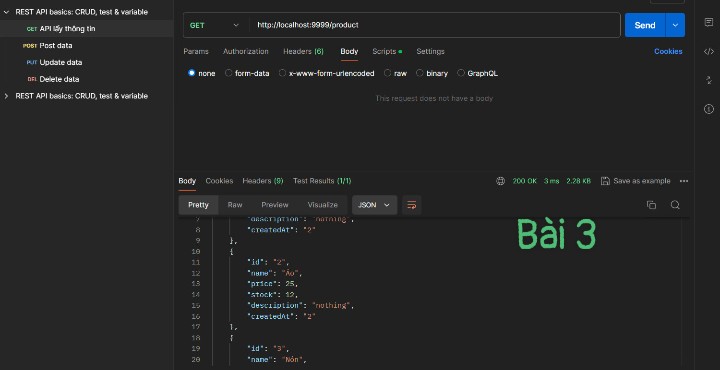 REST API basics: CRUD, test & variable
GET API lấy thông tin
POST Post data
PUT Update data
DEL Delete data
REST API basics: CRUD, test & variable
GET http://localhost:9999/product Send
Params Authorization Headers (6) Body Scripts Settings Cookies
none form-data x-www-form-urlencoded raw binary GraphQL
This request does not have a body
Body Cookies Headers (9) Test Results (1/1) 200 OK 3 ms 2.28 KB Save as example
Pretty Raw Preview Visualize JSON
7 "description": "nothing",
8 "createdAt": "2"
9 },
10 {
11 "id": "2",
12 "name": "Áo",
13 "price": 25,
14 "stock": 12,
15 "description": "nothing",
16 "createdAt": "2"
17 },
18 {
19 "id": "3",
20 "name": "Nón",
Bài 3